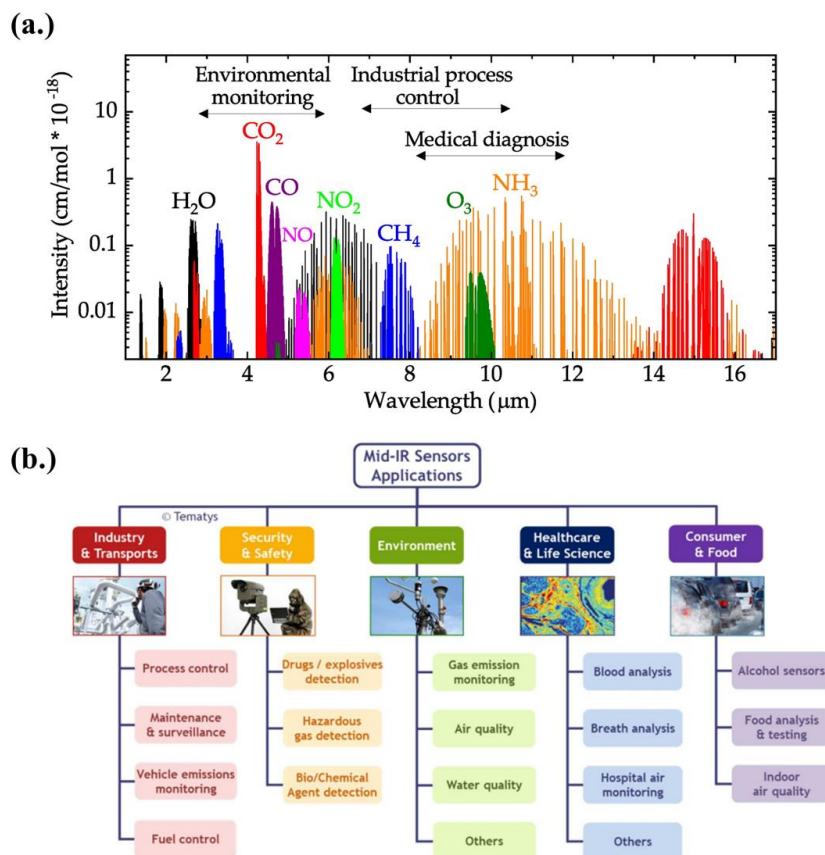 (a.)
Intensity (cm/mol * 10⁻¹⁸)
10
1
0.1
0.01
Environmental
monitoring
Industrial process
control
Medical diagnosis
H₂O
CO₂
CO
NO
NO₂
CH₄
O₃
NH₃
2 4 6 8 10 12 14 16
Wavelength (μm)
(b.)
Mid-IR Sensors
Applications
© Tematys
Industry
& Transports
Process control
Maintenance
& surveillance
Vehicle emissions
monitoring
Fuel control
Security
& Safety
Drugs / explosives
detection
Hazardous
gas detection
Bio/Chemical
Agent detection
Environment
Gas emission
monitoring
Air quality
Water quality
Others
Healthcare
& Life Science
Blood analysis
Breath analysis
Hospital air
monitoring
Others
Consumer
& Food
Alcohol sensors
Food analysis
& testing
Indoor
air quality